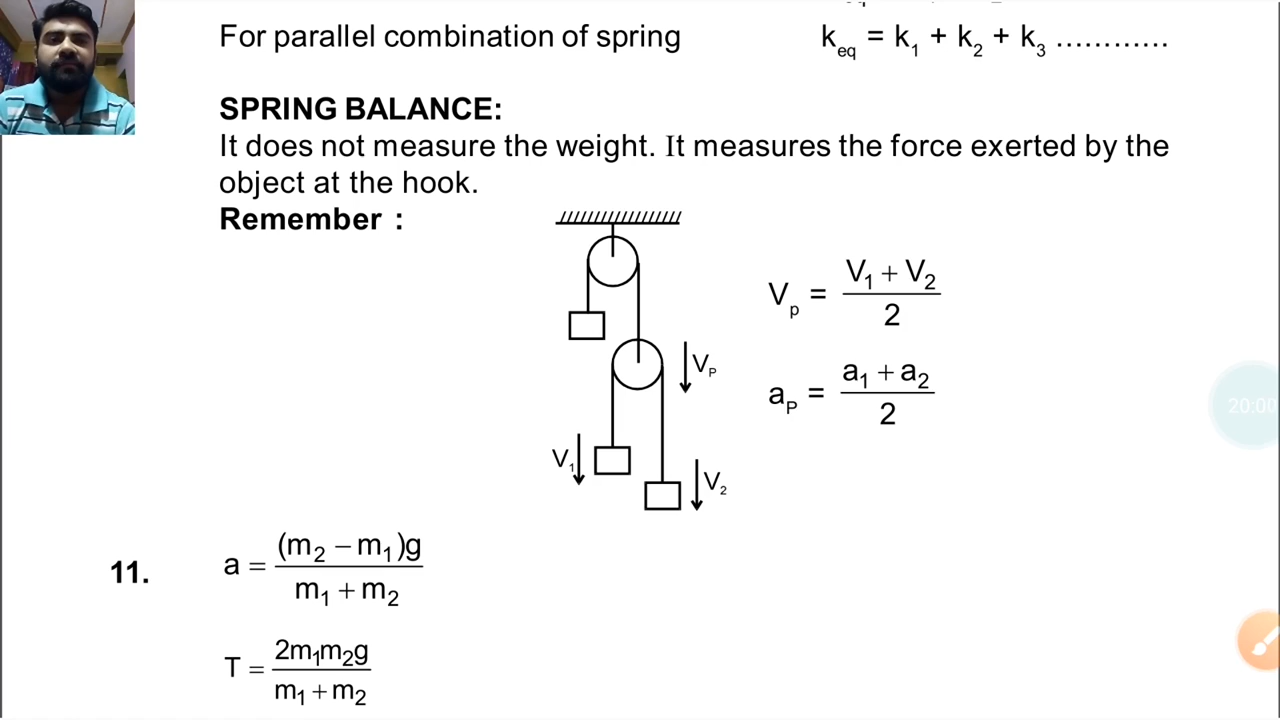 For parallel combination of spring k_eq = k_1 + k_2 + k_3 ............
SPRING BALANCE:
It does not measure the weight. It measures the force exerted by the
object at the hook.
Remember :
V_p = (V_1 + V_2)/2
V_P
a_P = (a_1 + a_2)/2
20:00
V_1
V_2
11. a = (m_2 − m_1)g/(m_1 + m_2)
T = 2m_1m_2g/(m_1 + m_2)